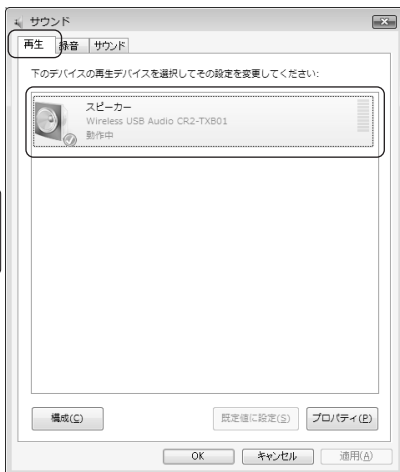 サウンド
再生 録音 サウンド
下のデバイスの再生デバイスを選択してその設定を変更してください:
スピーカー
Wireless USB Audio CR2-TXB01
動作中
構成(C) 既定値に設定(S) プロパティ(P)
OK キャンセル 適用(A)